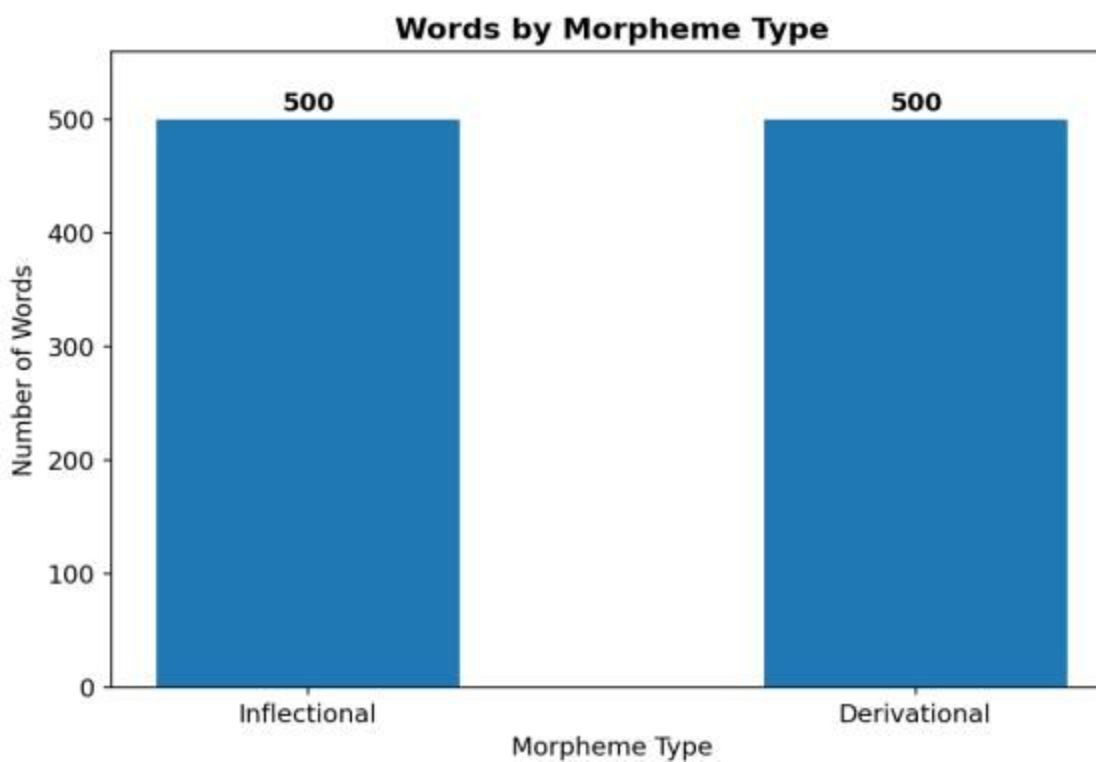 Words by Morpheme Type
500 500
500
400
300
200
100
0
Number of Words
Inflectional Derivational
Morpheme Type